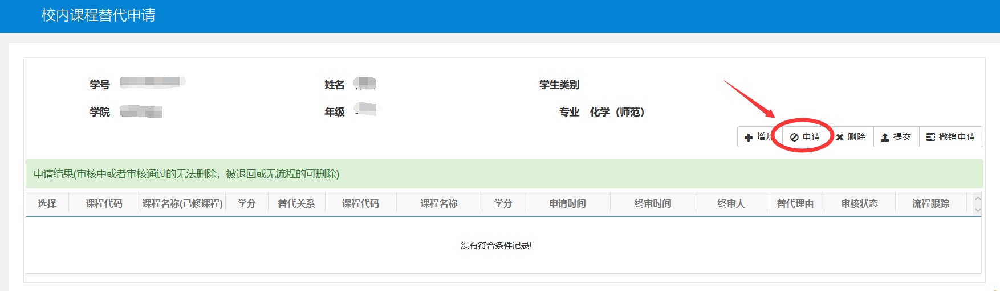 校内课程替代申请
学号 姓名 学生类别
学院 年级 专业 化学（师范）
增加 申请 删除 提交 撤销申请
申请结果(审核中或者审核通过的无法删除，被退回或无流程的可删除)
选择 课程代码 课程名称(已修课程) 学分 替代关系 课程代码 课程名称 学分 申请时间 终审时间 终审人 替代理由 审核状态 流程跟踪
没有符合条件记录!